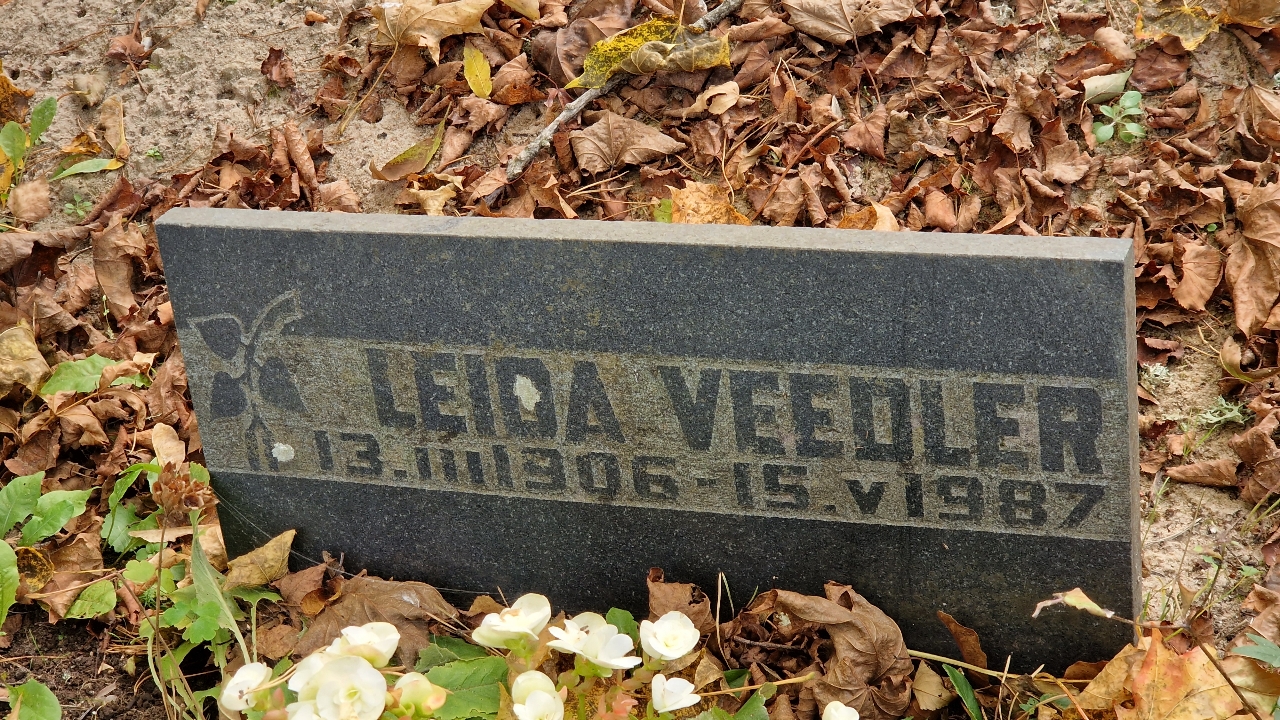 LEIDA VEEDLER
13.III 1906-15.V 1987